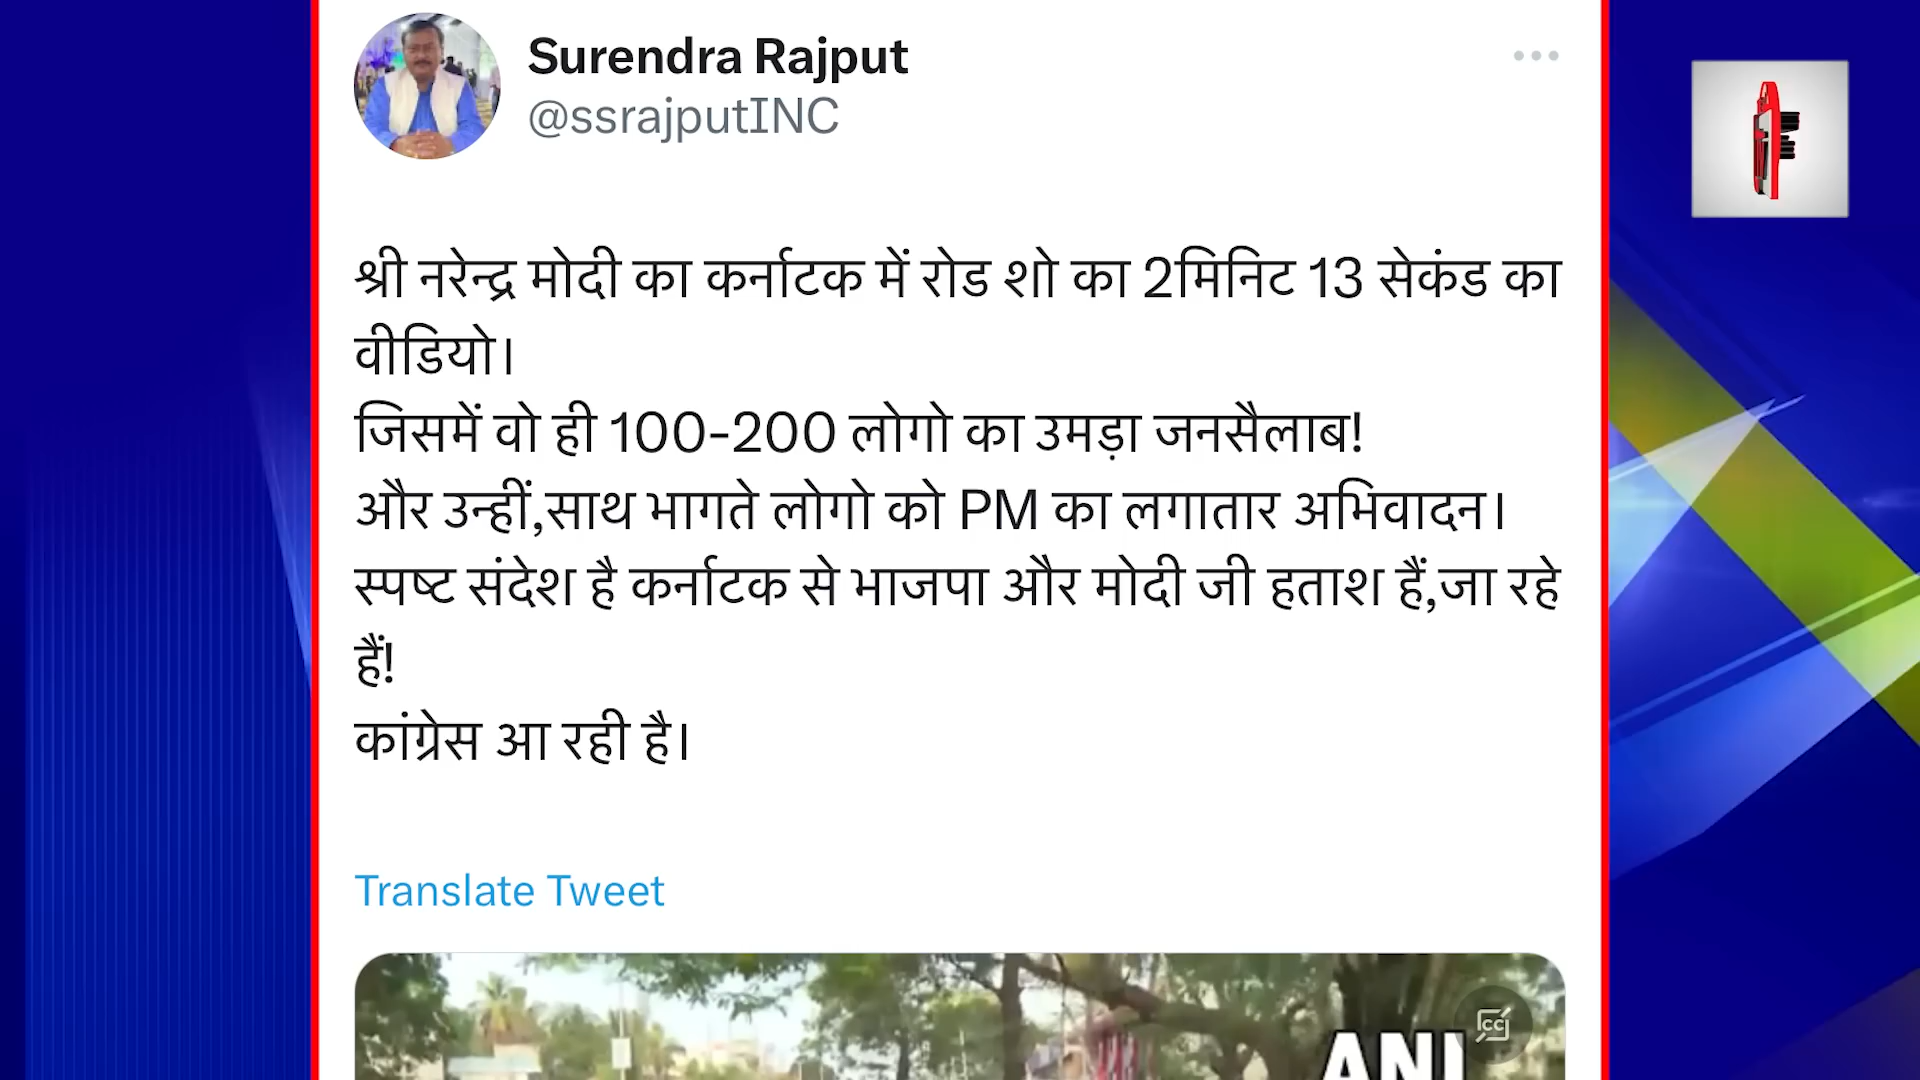 Surendra Rajput
@ssrajputINC
श्री नरेन्द्र मोदी का कर्नाटक में रोड शो का 2मिनिट 13 सेकंड का
वीडियो।
जिसमें वो ही 100-200 लोगो का उमड़ा जनसैलाब!
और उन्हीं,साथ भागते लोगो को PM का लगातार अभिवादन।
स्पष्ट संदेश है कर्नाटक से भाजपा और मोदी जी हताश हैं,जा रहे
हैं!
कांग्रेस आ रही है।
Translate Tweet
ANI
CC